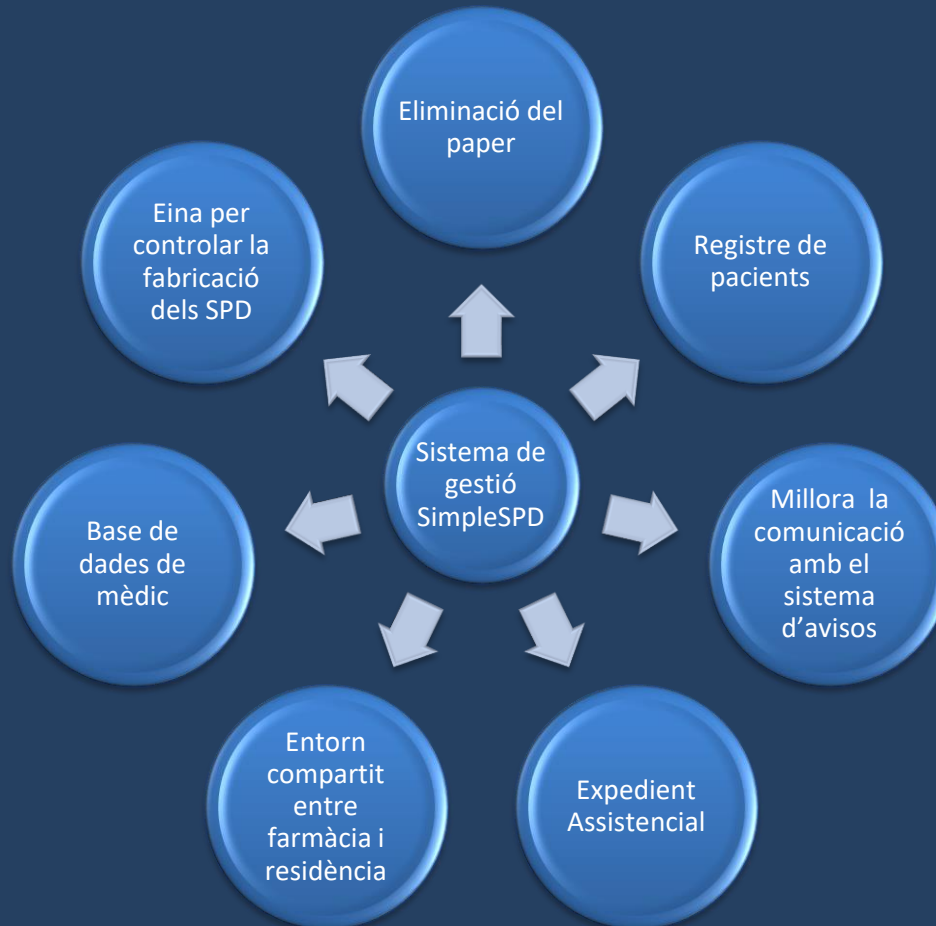 Eliminació del
paper
Eina per
controlar la
fabricació
dels SPD
Registre de
pacients
Sistema de
gestió
SimpleSPD
Base de
dades de
mèdic
Millora  la
comunicació
amb el
sistema
d’avisos
Entorn
compartit
entre
farmàcia i
residència
Expedient
Assistencial